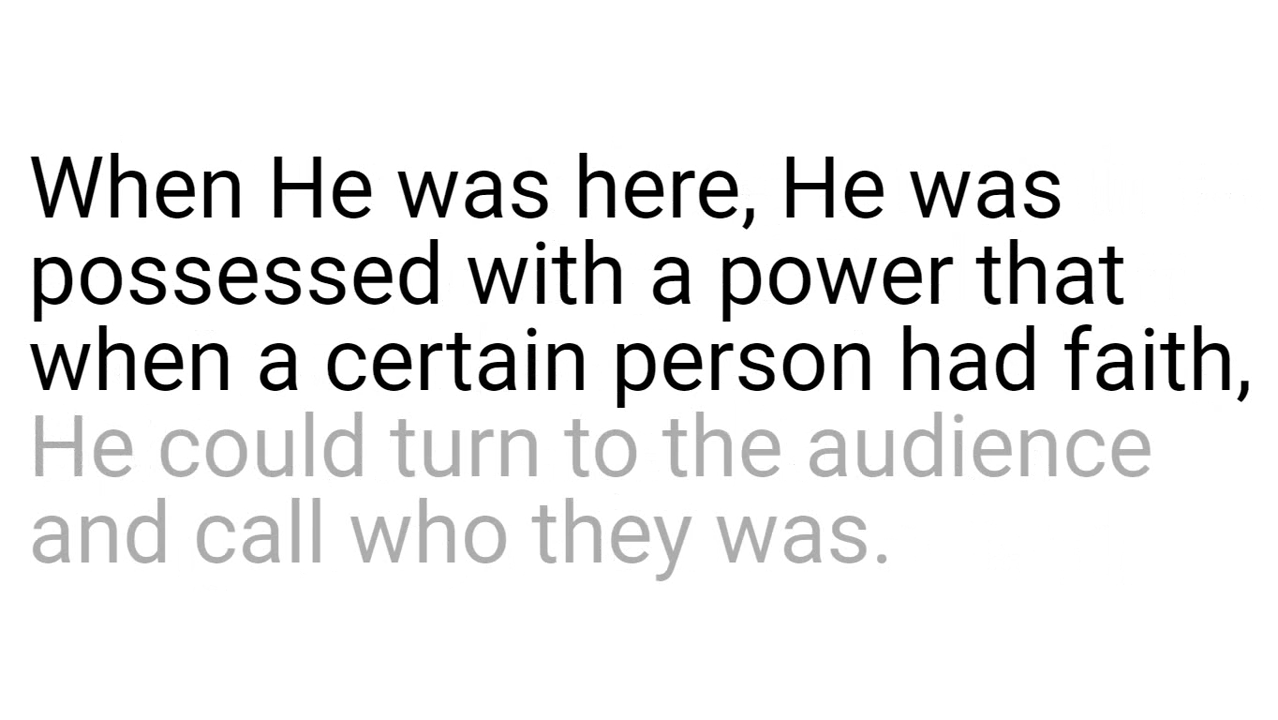 When He was here, He was
possessed with a power that
when a certain person had faith,
He could turn to the audience
and call who they was.